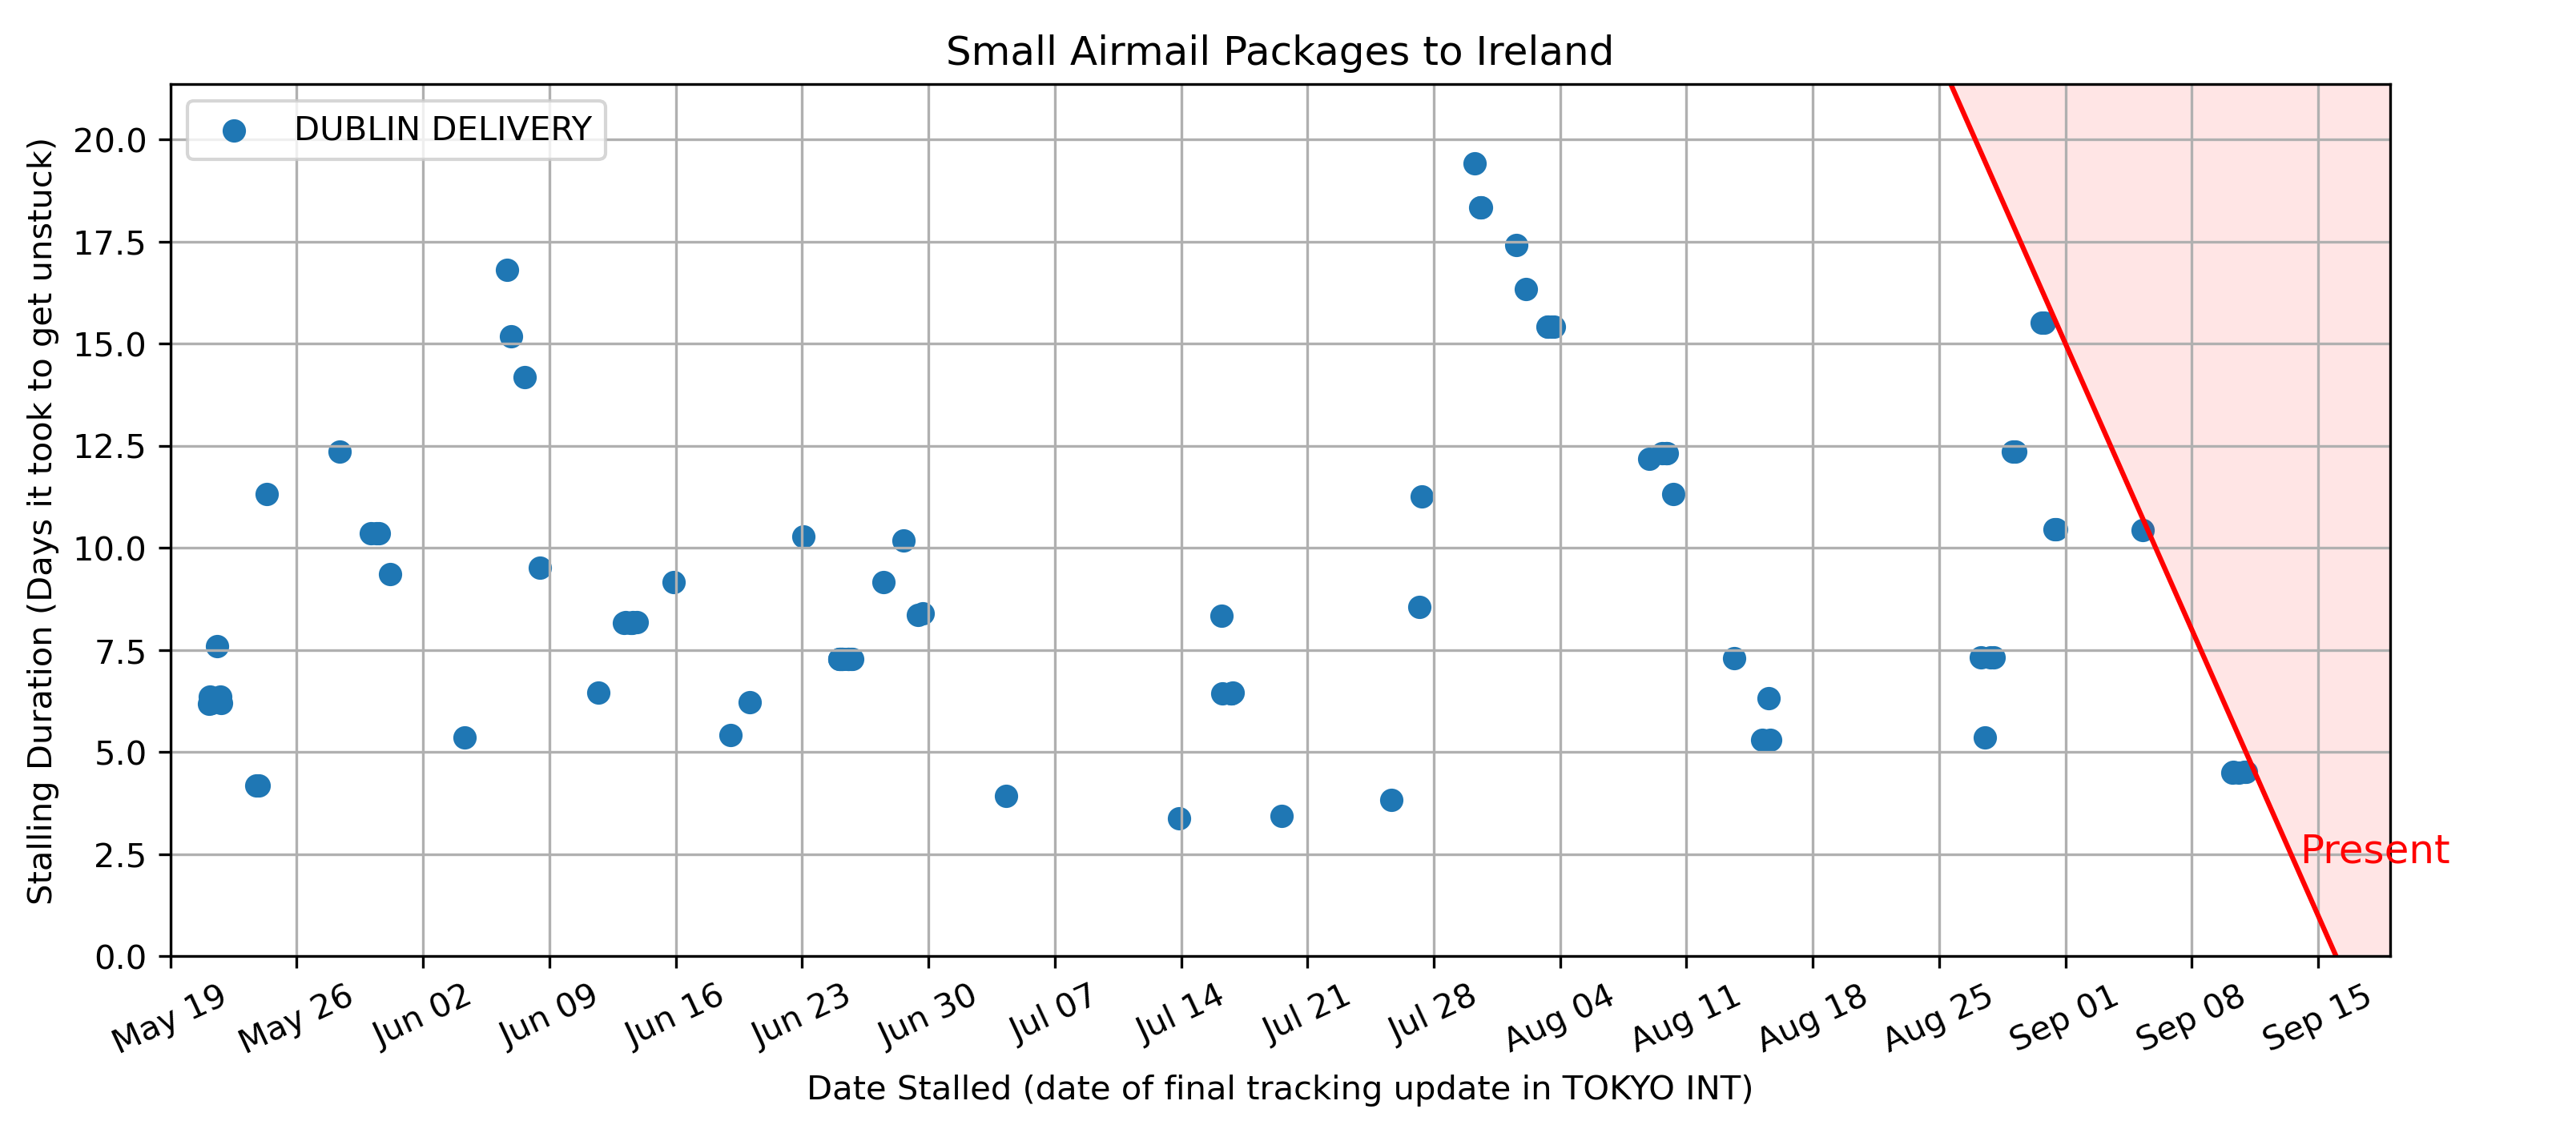 Small Airmail Packages to Ireland
DUBLIN DELIVERY
Stalling Duration (Days it took to get unstuck)
20.0
17.5
15.0
12.5
10.0
7.5
5.0
2.5
0.0
Present
May 19 May 26 Jun 02 Jun 09 Jun 16 Jun 23 Jun 30 Jul 07 Jul 14 Jul 21 Jul 28 Aug 04 Aug 11 Aug 18 Aug 25 Sep 01 Sep 08 Sep 15
Date Stalled (date of final tracking update in TOKYO INT)